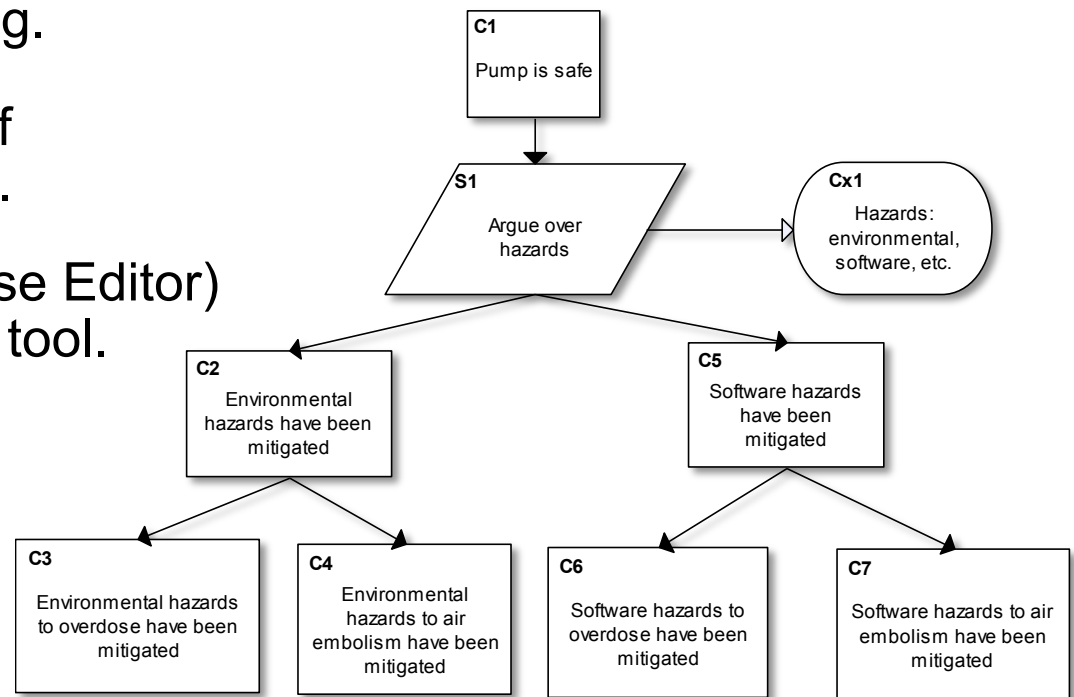 g.
f
.
se Editor)
tool.
C1
Pump is safe
S1
Argue over
hazards
Cx1
Hazards:
environmental,
software, etc.
C2
Environmental
hazards have been
mitigated
C5
Software hazards
have been
mitigated
C3
Environmental hazards
to overdose have been
mitigated
C4
Environmental
hazards to air
embolism have been
mitigated
C6
Software hazards to
overdose have been
mitigated
C7
Software hazards to air
embolism have been
mitigated